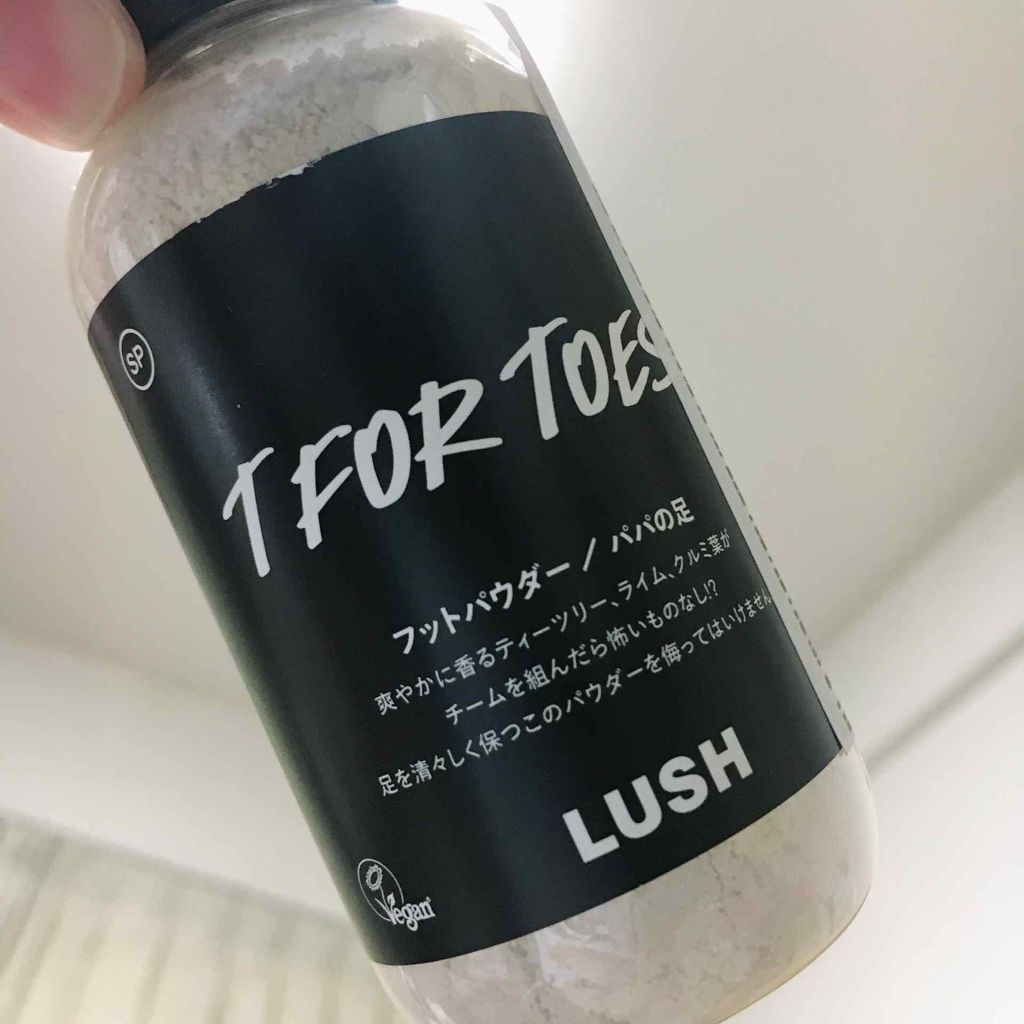 SP
T FOR TOES
フットパウダー / パパの足
爽やかに香るティーツリー、ライム、クルミ葉が
チームを組んだら怖いものなし!?
足を清々しく保つこのパウダーを侮ってはいけません
LUSH
Vegan